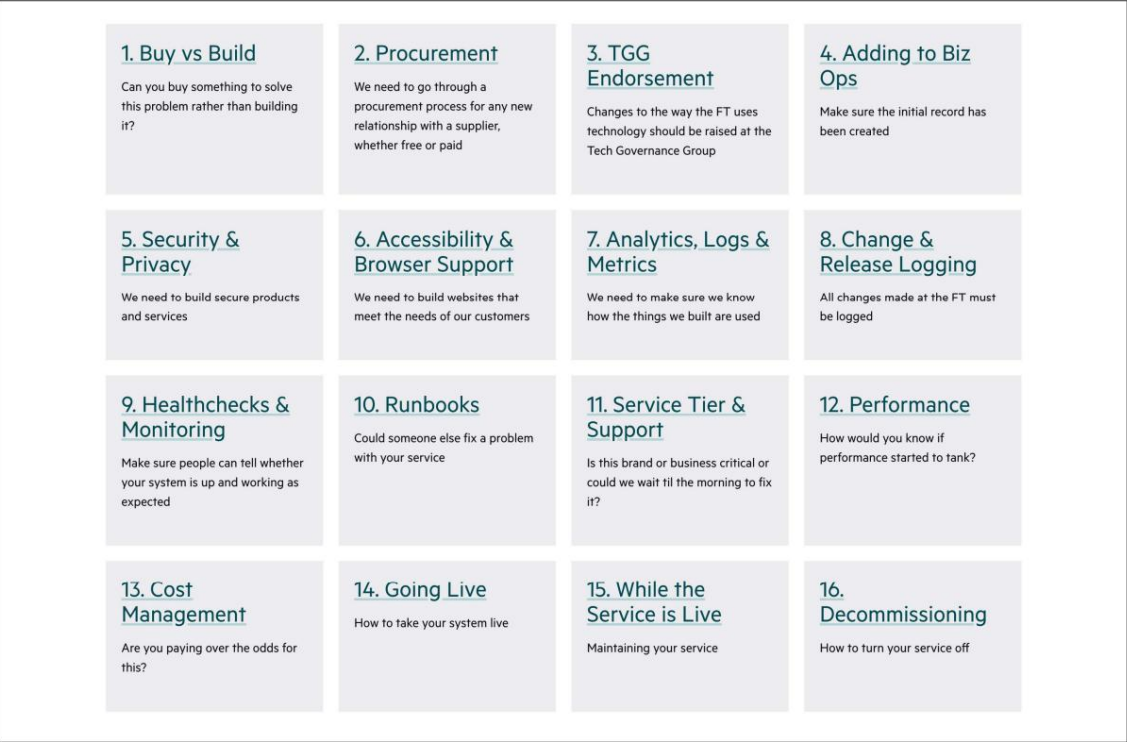 1. Buy vs Build
Can you buy something to solve
this problem rather than building
it?
2. Procurement
We need to go through a
procurement process for any new
relationship with a supplier,
whether free or paid
3. TGG
Endorsement
Changes to the way the FT uses
technology should be raised at the
Tech Governance Group
4. Adding to Biz
Ops
Make sure the initial record has
been created
5. Security &
Privacy
We need to build secure products
and services
6. Accessibility &
Browser Support
We need to build websites that
meet the needs of our customers
7. Analytics, Logs &
Metrics
We need to make sure we know
how the things we built are used
8. Change &
Release Logging
All changes made at the FT must
be logged
9. Healthchecks &
Monitoring
Make sure people can tell whether
your system is up and working as
expected
10. Runbooks
Could someone else fix a problem
with your service
11. Service Tier &
Support
Is this brand or business critical or
could we wait til the morning to fix
it?
12. Performance
How would you know if
performance started to tank?
13. Cost
Management
Are you paying over the odds for
this?
14. Going Live
How to take your system live
15. While the
Service is Live
Maintaining your service
16.
Decommissioning
How to turn your service off